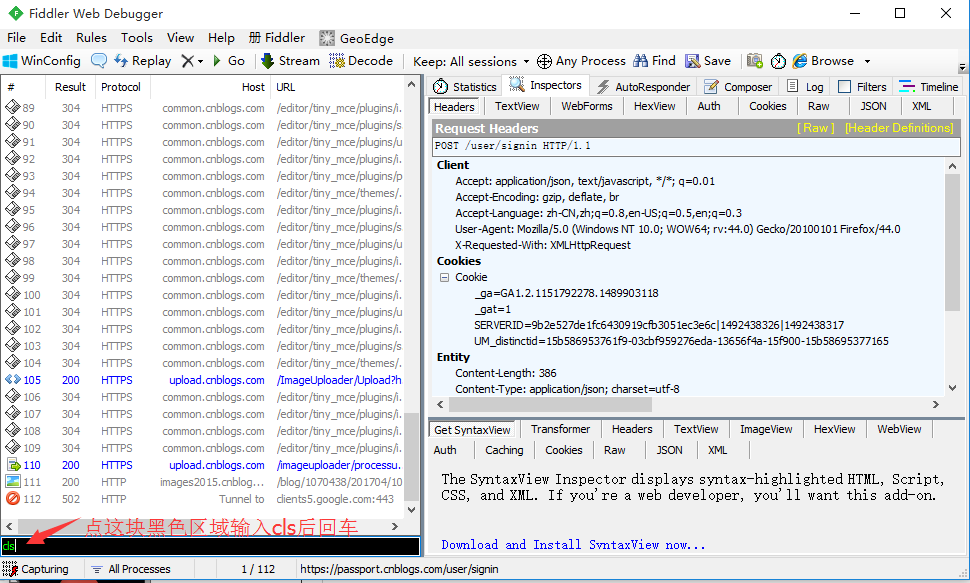 Fiddler Web Debugger
File Edit Rules Tools View Help Fiddler GeoEdge
WinConfig Replay Go Stream Decode Keep: All sessions Any Process Find Save Browse
# Result Protocol Host URL
89 304 HTTPS common.cnblogs.com /editor/tiny_mce/plugins/i.
90 304 HTTPS common.cnblogs.com /editor/tiny_mce/plugins/s
91 304 HTTPS common.cnblogs.com /editor/tiny_mce/plugins/u
92 304 HTTPS common.cnblogs.com /editor/tiny_mce/plugins/i.
93 304 HTTPS common.cnblogs.com /editor/tiny_mce/plugins/p
94 304 HTTPS common.cnblogs.com /editor/tiny_mce/themes/.
95 304 HTTPS common.cnblogs.com /editor/tiny_mce/plugins/i.
96 304 HTTPS common.cnblogs.com /editor/tiny_mce/plugins/s
97 304 HTTPS common.cnblogs.com /editor/tiny_mce/plugins/u
98 304 HTTPS common.cnblogs.com /editor/tiny_mce/plugins/i.
99 304 HTTPS common.cnblogs.com /editor/tiny_mce/themes/.
100 304 HTTPS common.cnblogs.com /editor/tiny_mce/plugins/i
101 304 HTTPS common.cnblogs.com /editor/tiny_mce/plugins/u
102 304 HTTPS common.cnblogs.com /editor/tiny_mce/plugins/i.
103 304 HTTPS common.cnblogs.com /editor/tiny_mce/plugins/s
104 304 HTTPS common.cnblogs.com /editor/tiny_mce/themes/.
105 200 HTTPS upload.cnblogs.com /ImageUploader/Upload?h
106 304 HTTPS common.cnblogs.com /editor/tiny_mce/plugins/i.
107 304 HTTPS common.cnblogs.com /editor/tiny_mce/plugins/i.
108 304 HTTPS common.cnblogs.com /editor/tiny_mce/plugins/i.
109 304 HTTPS common.cnblogs.com /editor/tiny_mce/plugins/i.
110 200 HTTPS upload.cnblogs.com /imageuploader/processu.
111 200 HTTP images2015.cnblog... /blog/1070438/201704/10
112 502 HTTP Tunnel to clients5.google.com:443
点这块黑色区域输入cls后回车
cls
Capturing All Processes 1 / 112 https://passport.cnblogs.com/user/signin
Statistics Inspectors AutoResponder Composer Log Filters Timeline
Headers TextView WebForms HexView Auth Cookies Raw JSON XML
Request Headers [ Raw ] [Header Definitions]
POST /user/signin HTTP/1.1
Client
Accept: application/json, text/javascript, */*; q=0.01
Accept-Encoding: gzip, deflate, br
Accept-Language: zh-CN,zh;q=0.8,en-US;q=0.5,en;q=0.3
User-Agent: Mozilla/5.0 (Windows NT 10.0; WOW64; rv:44.0) Gecko/20100101 Firefox/44.0
X-Requested-With: XMLHttpRequest
Cookies
Cookie
_ga=GA1.2.1151792278.1489903118
_gat=1
SERVERID=9b2e527de1fc6430919cfb3051ec3e6c|1492438326|1492438317
UM_distinctid=15b586953761f9-03cbf959276eda-13656f4a-15f900-15b58695377165
Entity
Content-Length: 386
Content-Type: application/json; charset=utf-8
Get SyntaxView Transformer Headers TextView ImageView HexView WebView
Auth Caching Cookies Raw JSON XML
The SyntaxView Inspector displays syntax-highlighted HTML, Script,
CSS, and XML. If you're a web developer, you'll want this add-on.
Download and Install SyntaxView now...